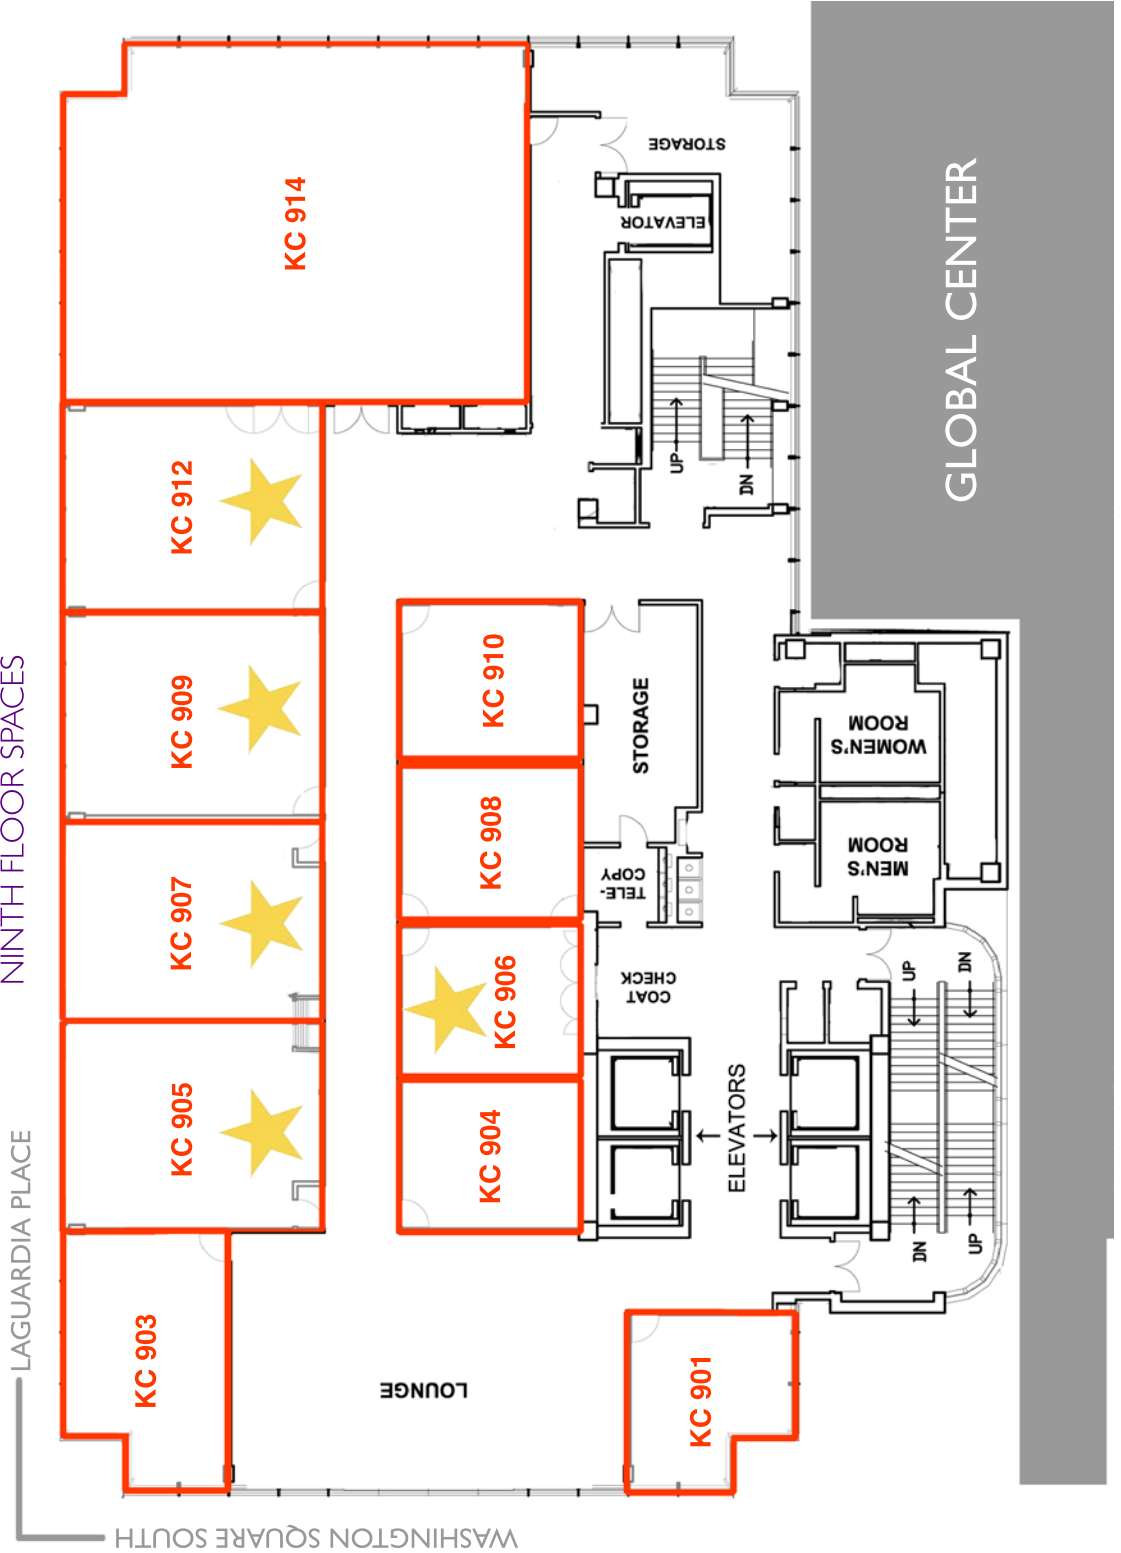 NINTH FLOOR SPACES
LAGUARDIA PLACE
WASHINGTON SQUARE SOUTH
GLOBAL CENTER
KC 914
STORAGE
ELEVATOR
UP
DN
KC 912
KC 909
KC 910
STORAGE
WOMEN'S
ROOM
KC 907
KC 908
TELE-
COPY
MEN'S
ROOM
KC 906
COAT
CHECK
UP
DN
KC 905
KC 904
ELEVATORS
DN
UP
KC 903
LOUNGE
KC 901